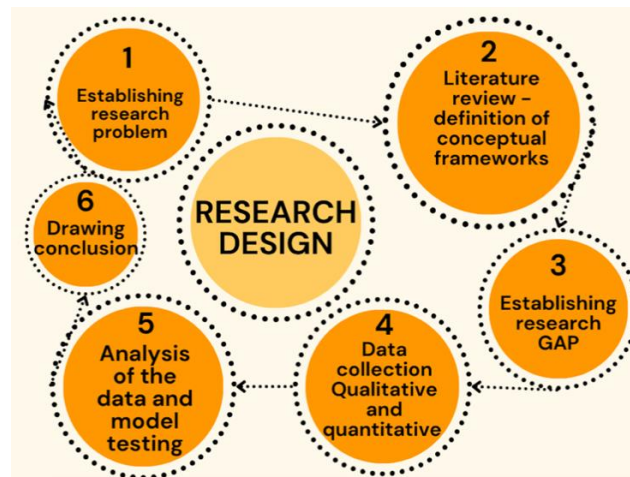 1
Establishing
research
problem
2
Literature
review -
definition of
conceptual
frameworks
3
Establishing
research
GAP
4
Data
collection
Qualitative
and
quantitative
5
Analysis
of the
data and
model
testing
6
Drawing
conclusion
RESEARCH
DESIGN